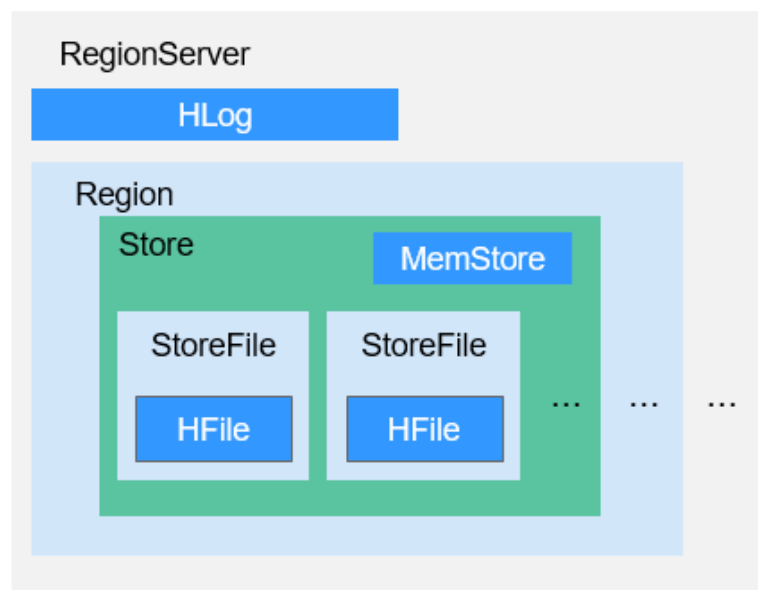 RegionServer
HLog
Region
Store
MemStore
StoreFile
StoreFile
HFile
HFile
... ... ...